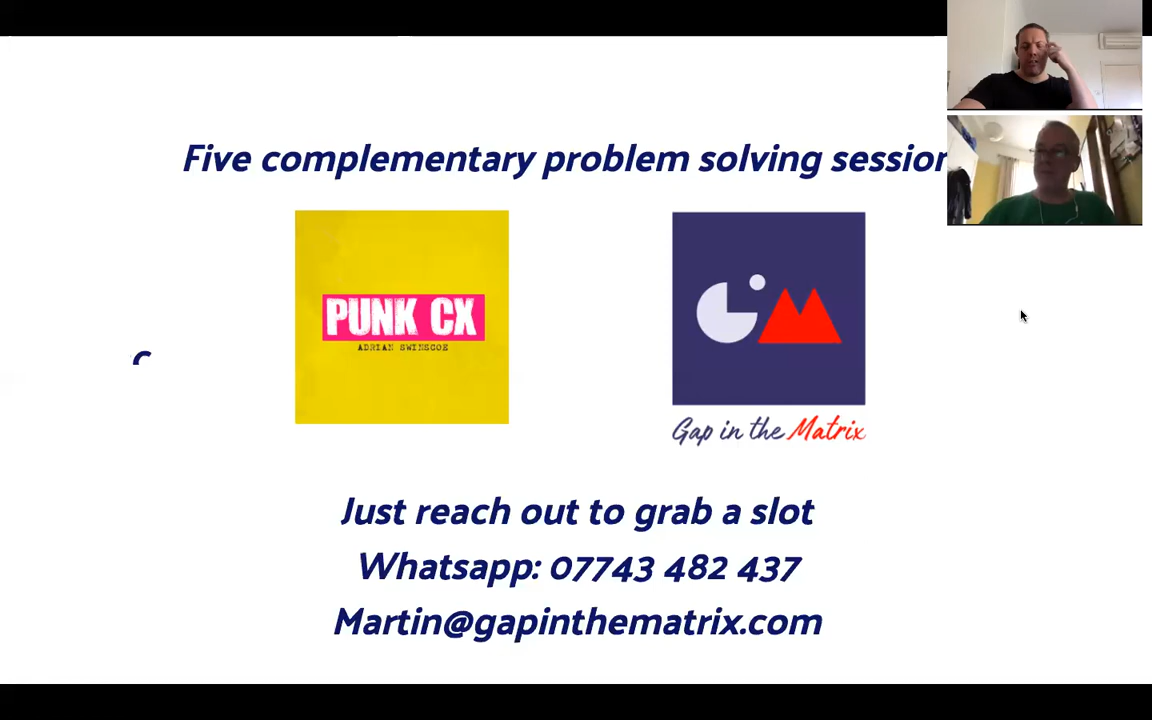 Five complementary problem solving session
PUNK CX
ADRIAN SWINSCOE
Gap in the Matrix
Just reach out to grab a slot
Whatsapp: 07743 482 437
Martin@gapinthematrix.com